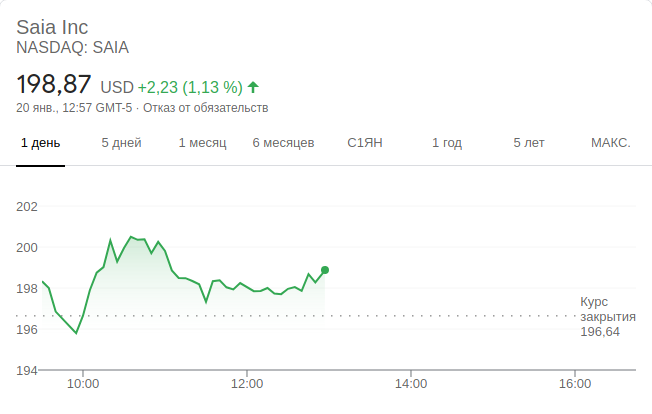 Saia Inc
NASDAQ: SAIA
198,87 USD +2,23 (1,13 %)
20 янв., 12:57 GMT-5 · Отказ от обязательств
1 день 5 дней 1 месяц 6 месяцев С1ЯН 1 год 5 лет МАКС.
202
200
198
Курс
закрытия
196,64
196
194
10:00 12:00 14:00 16:00